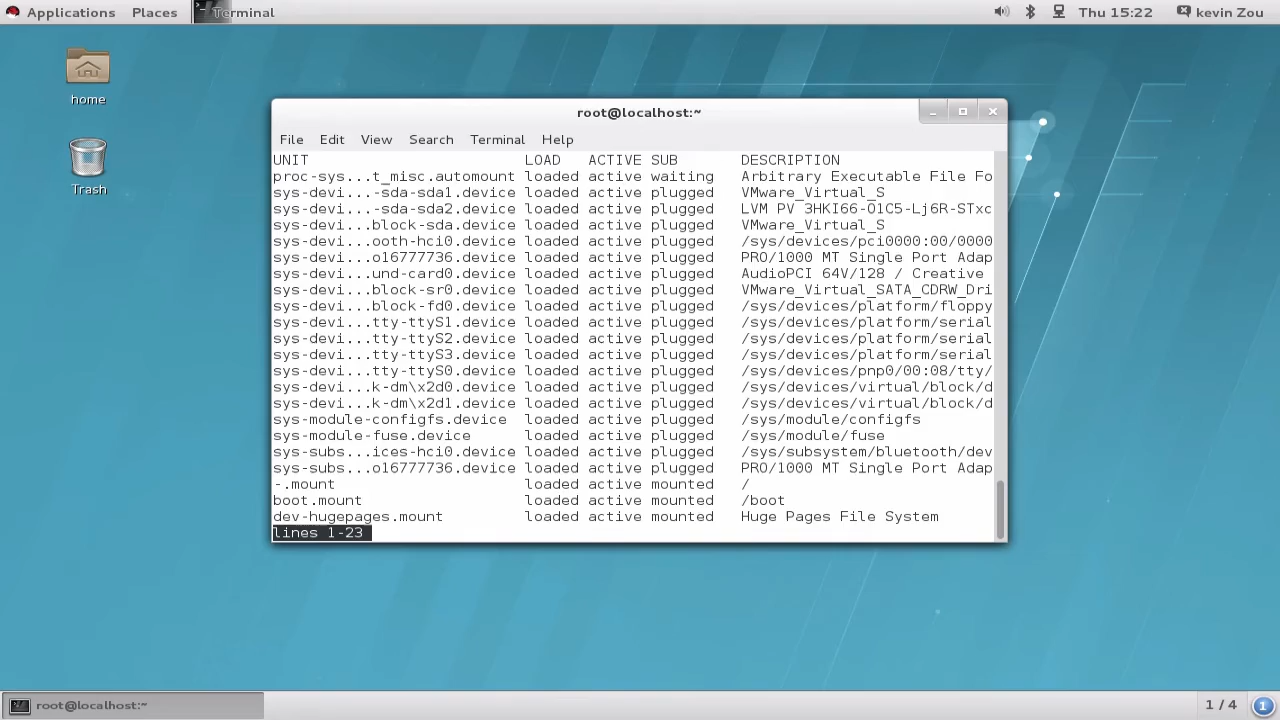 Applications Places Terminal Thu 15:22 kevin Zou
home
Trash
root@localhost:~
File Edit View Search Terminal Help
UNIT LOAD ACTIVE SUB DESCRIPTION
proc-sys...t_misc.automount loaded active waiting Arbitrary Executable File Fo
sys-devi...-sda-sda1.device loaded active plugged VMware_Virtual_S
sys-devi...-sda-sda2.device loaded active plugged LVM PV 3HKI66-O1C5-Lj6R-STxc
sys-devi...block-sda.device loaded active plugged VMware_Virtual_S
sys-devi...ooth-hci0.device loaded active plugged /sys/devices/pci0000:00/0000
sys-devi...o16777736.device loaded active plugged PRO/1000 MT Single Port Adap
sys-devi...und-card0.device loaded active plugged AudioPCI 64V/128 / Creative
sys-devi...block-sr0.device loaded active plugged VMware_Virtual_SATA_CDRW_Dri
sys-devi...block-fd0.device loaded active plugged /sys/devices/platform/floppy
sys-devi...tty-ttyS1.device loaded active plugged /sys/devices/platform/serial
sys-devi...tty-ttyS2.device loaded active plugged /sys/devices/platform/serial
sys-devi...tty-ttyS3.device loaded active plugged /sys/devices/platform/serial
sys-devi...tty-ttyS0.device loaded active plugged /sys/devices/pnp0/00:08/tty/
sys-devi...k-dm\x2d0.device loaded active plugged /sys/devices/virtual/block/d
sys-devi...k-dm\x2d1.device loaded active plugged /sys/devices/virtual/block/d
sys-module-configfs.device loaded active plugged /sys/module/configfs
sys-module-fuse.device loaded active plugged /sys/module/fuse
sys-subs...ices-hci0.device loaded active plugged /sys/subsystem/bluetooth/dev
sys-subs...o16777736.device loaded active plugged PRO/1000 MT Single Port Adap
-.mount loaded active mounted /
boot.mount loaded active mounted /boot
dev-hugepages.mount loaded active mounted Huge Pages File System
lines 1-23
root@localhost:~ 1 / 4 1